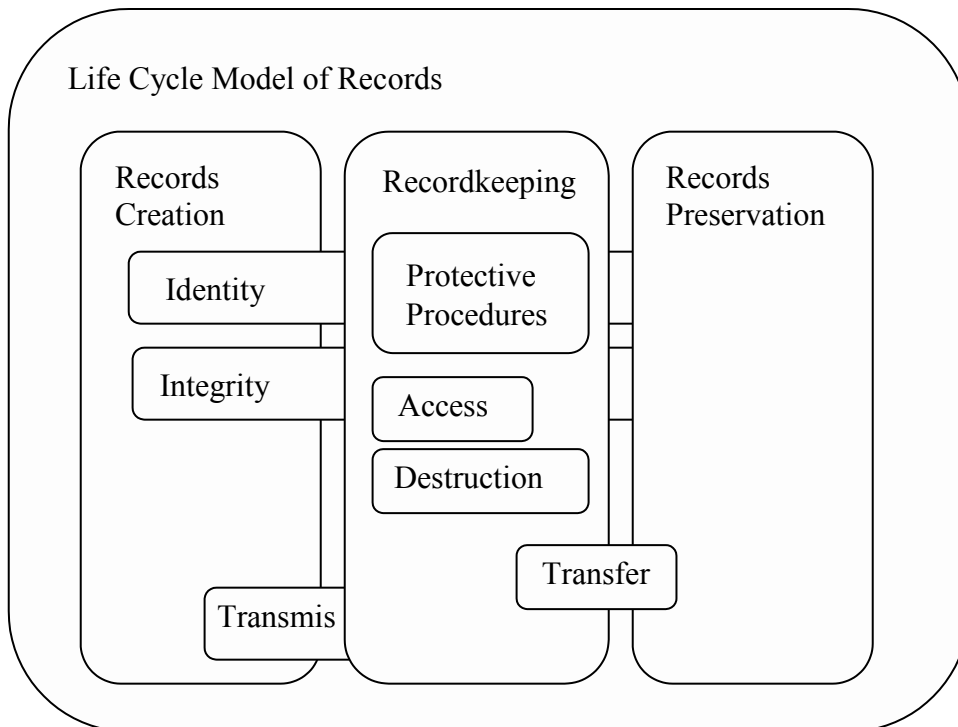 Life Cycle Model of Records
Records
Creation
Identity
Integrity
Transmis
Recordkeeping
Protective
Procedures
Access
Destruction
Transfer
Records
Preservation